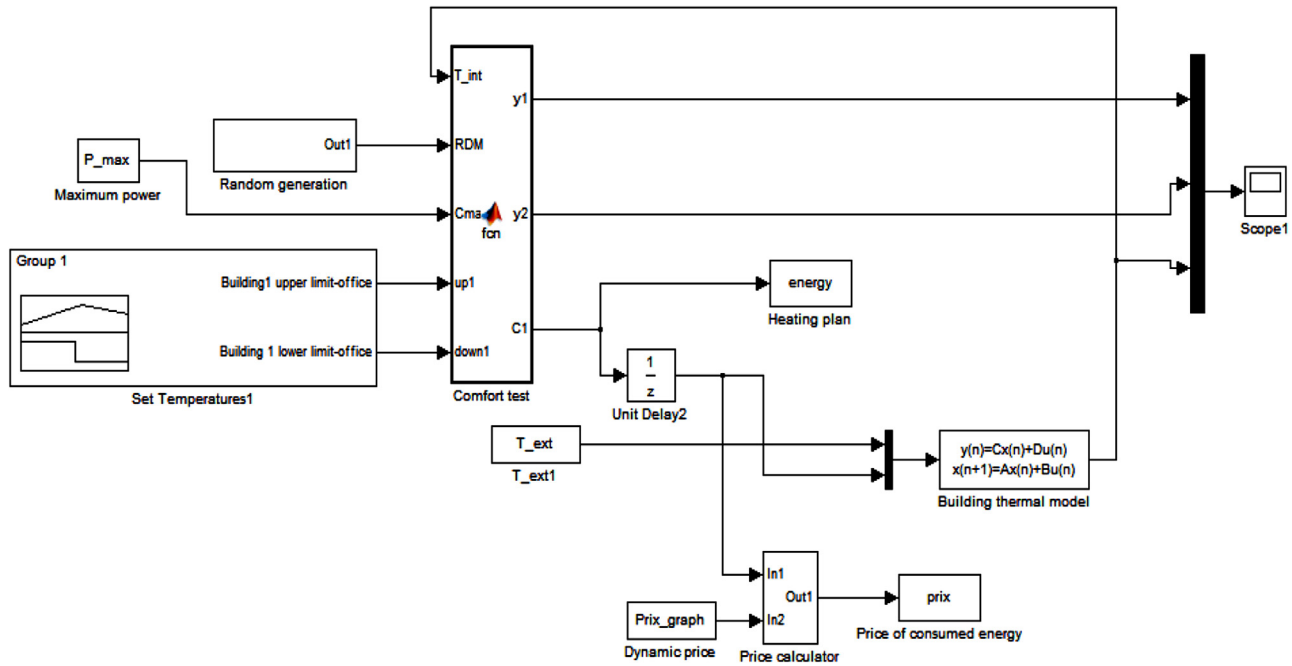 T_int
y1
RDM
Out1
Random generation
P_max
Maximum power
Cma
fcn
y2
Scope1
Group 1
Building1 upper limit-office
up1
Building 1 lower limit-office
down1
Set Temperatures1
C1
Comfort test
energy
Heating plan
1
z
Unit Delay2
T_ext
T_ext1
y(n)=Cx(n)+Du(n)
x(n+1)=Ax(n)+Bu(n)
Building thermal model
In1
Out1
In2
Price calculator
Prix_graph
Dynamic price
prix
Price of consumed energy